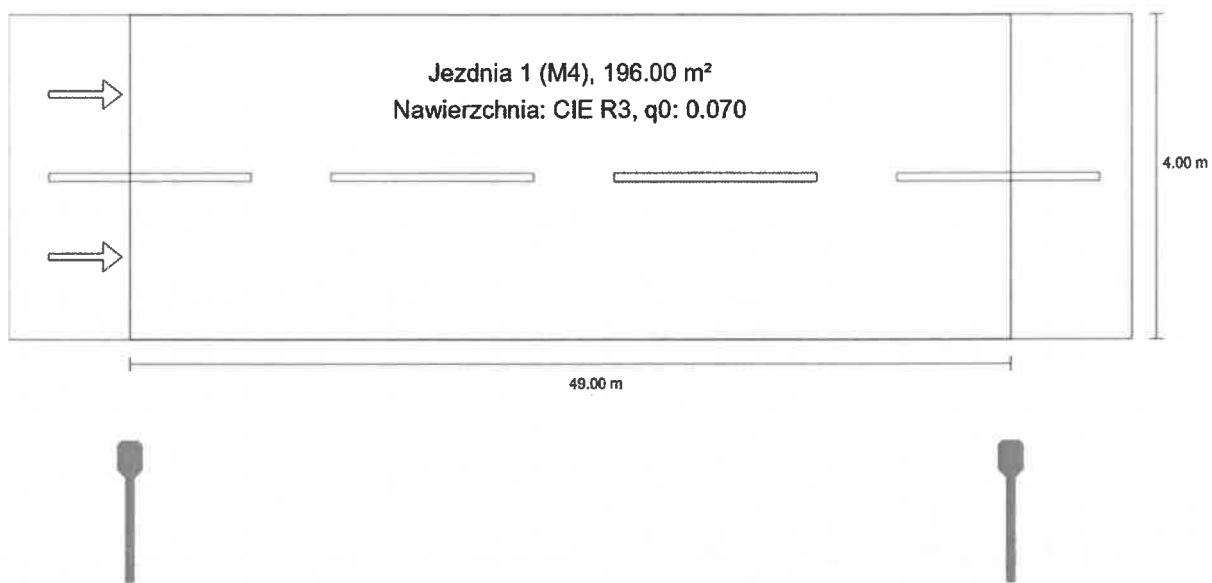 Jezdnia 1 (M4), 196.00 m²
Nawierzchnia: CIE R3, q0: 0.070
4.00 m
49.00 m